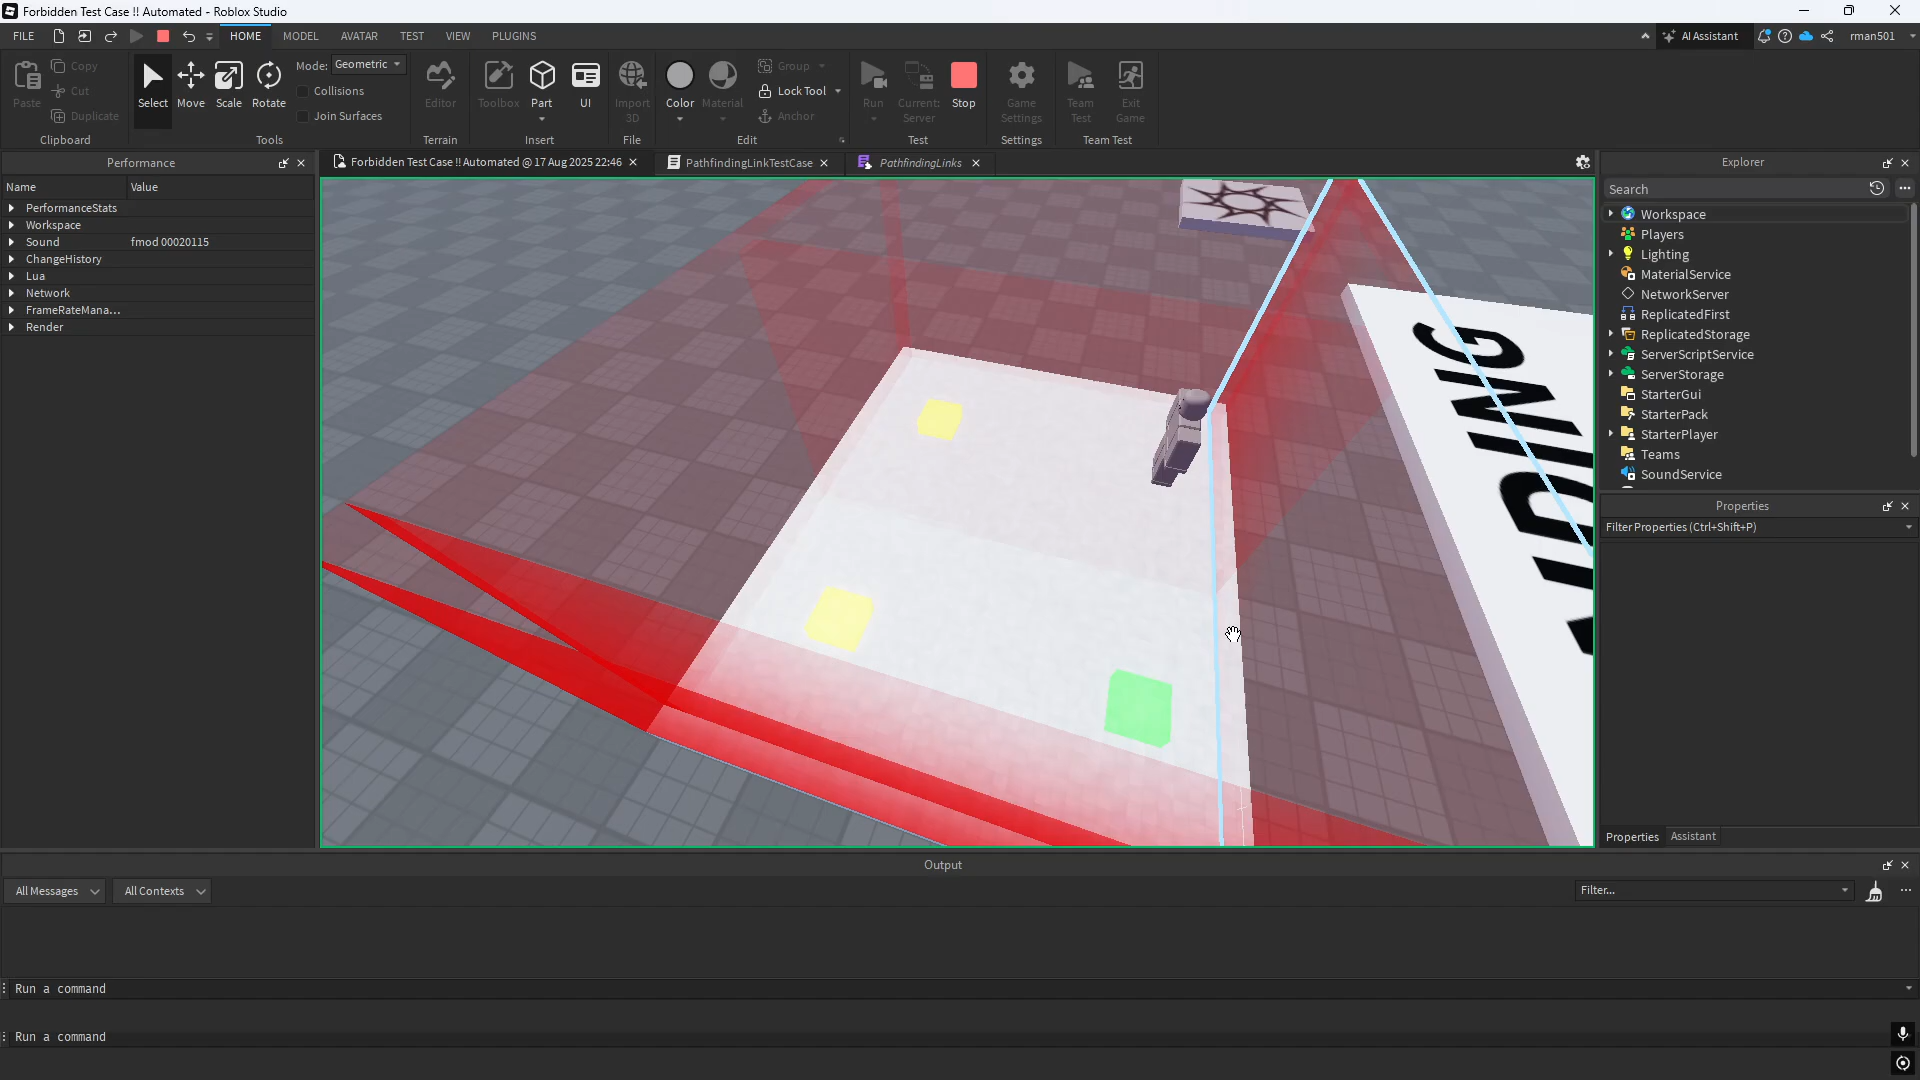 Forbidden Test Case !! Automated - Roblox Studio
FILE HOME MODEL AVATAR TEST VIEW PLUGINS AI Assistant rman501
Paste Copy Cut Duplicate Clipboard
Select Move Scale Rotate Mode: Geometric Collisions Join Surfaces Tools
Editor Terrain
Toolbox Part UI Insert
Import 3D File
Color Material Group Lock Tool Anchor Edit
Run Current: Server Stop Test
Game Settings Settings
Team Test Exit Game Team Test
Performance
Name Value
PerformanceStats
Workspace
Sound fmod 00020115
ChangeHistory
Lua
Network
FrameRateMana...
Render
Forbidden Test Case !! Automated @ 17 Aug 2025 22:46 PathfindingLinkTestCase PathfindingLinks
Explorer
Search
Workspace
Players
Lighting
MaterialService
NetworkServer
ReplicatedFirst
ReplicatedStorage
ServerScriptService
ServerStorage
StarterGui
StarterPack
StarterPlayer
Teams
SoundService
Properties
Filter Properties (Ctrl+Shift+P)
Properties Assistant
Output
All Messages All Contexts Filter...
Run a command
Run a command